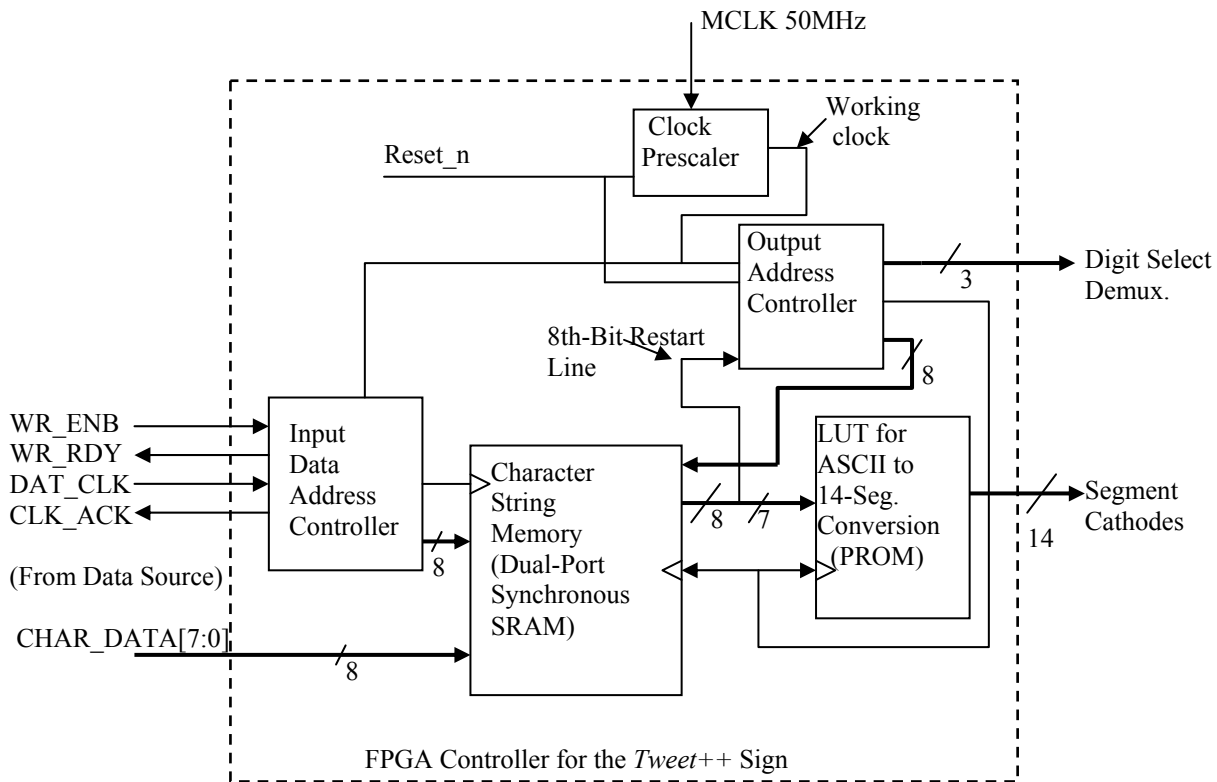 MCLK 50MHz
Working
clock
Clock
Prescaler
Reset_n
Output
Address
Controller
3
Digit Select
Demux.
8th-Bit Restart
Line
8
WR_ENB
WR_RDY
DAT_CLK
CLK_ACK
(From Data Source)
Input
Data
Address
Controller
8
Character
String
Memory
(Dual-Port
Synchronous
SRAM)
8
7
LUT for
ASCII to
14-Seg.
Conversion
(PROM)
14
Segment
Cathodes
CHAR_DATA[7:0]
8
FPGA Controller for the Tweet++ Sign